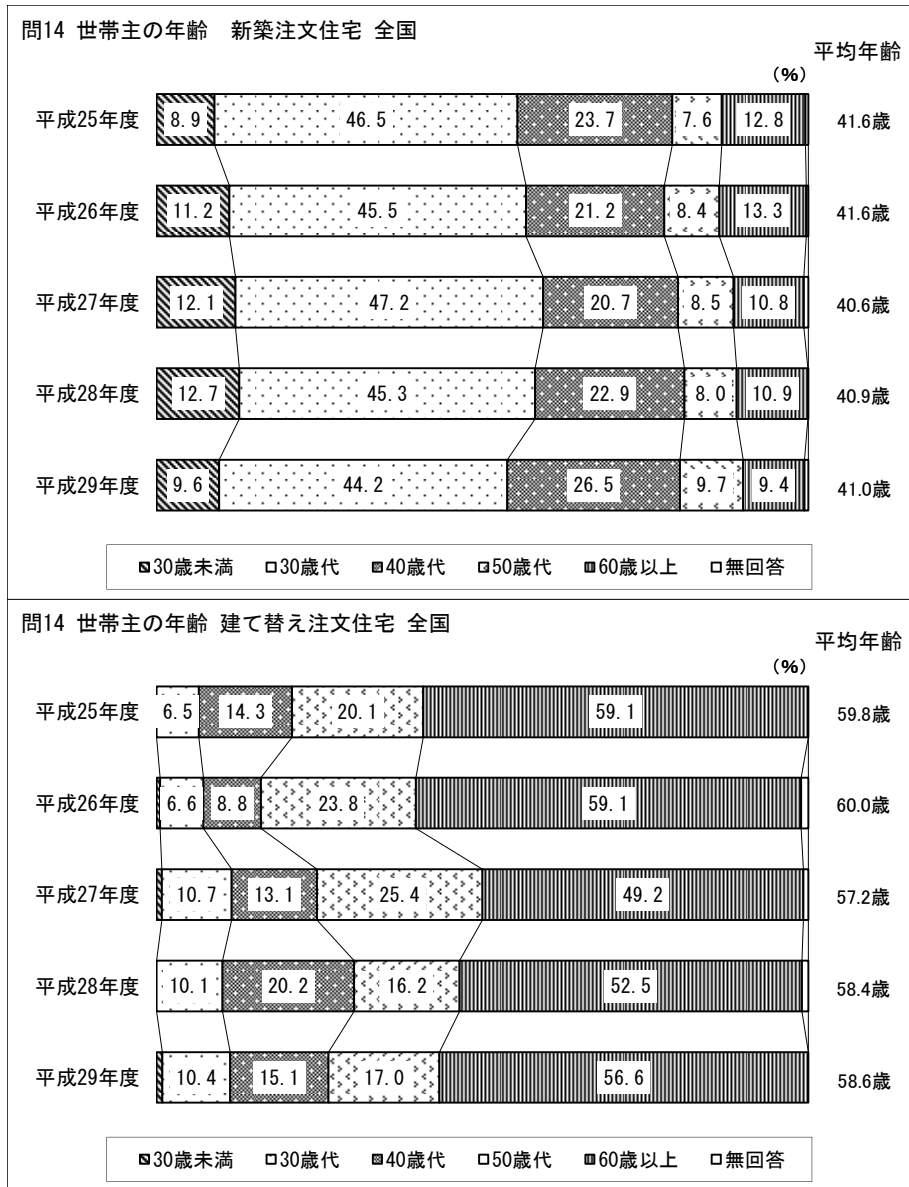 問14 世帯主の年齢　新築注文住宅 全国
平均年齢
(%)
平成25年度 8.9 46.5 23.7 7.6 12.8 41.6歳
平成26年度 11.2 45.5 21.2 8.4 13.3 41.6歳
平成27年度 12.1 47.2 20.7 8.5 10.8 40.6歳
平成28年度 12.7 45.3 22.9 8.0 10.9 40.9歳
平成29年度 9.6 44.2 26.5 9.7 9.4 41.0歳
30歳未満 30歳代 40歳代 50歳代 60歳以上 無回答
問14 世帯主の年齢 建て替え注文住宅 全国
平均年齢
(%)
平成25年度 6.5 14.3 20.1 59.1 59.8歳
平成26年度 6.6 8.8 23.8 59.1 60.0歳
平成27年度 10.7 13.1 25.4 49.2 57.2歳
平成28年度 10.1 20.2 16.2 52.5 58.4歳
平成29年度 10.4 15.1 17.0 56.6 58.6歳
30歳未満 30歳代 40歳代 50歳代 60歳以上 無回答